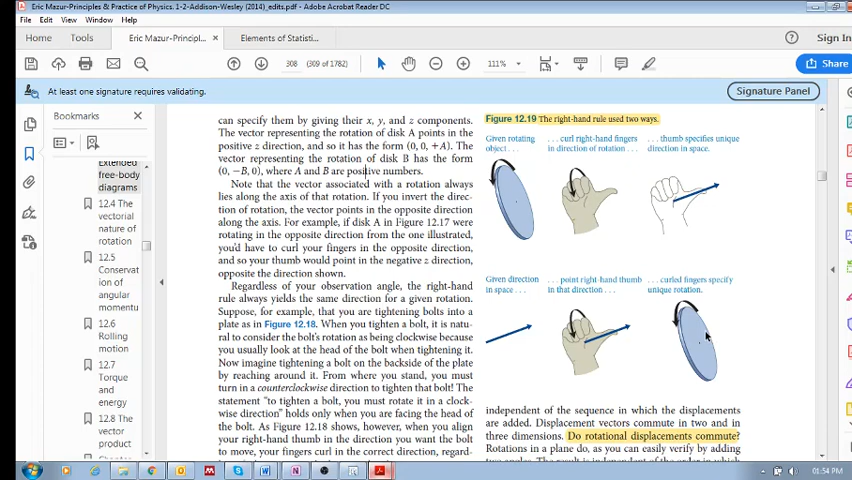 Eric Mazur-Principles & Practice of Physics. 1-2-Addison-Wesley (2014)_edits.pdf - Adobe Acrobat Reader DC
File Edit View Window Help
Home Tools Eric Mazur-Principl... × Elements of Statisti... Sign In
308 (309 of 1782) 111% Share
At least one signature requires validating. Signature Panel
Bookmarks
Extended
free-body
diagrams
12.4 The
vectorial
nature of
rotation
12.5
Conservat
ion of
angular
momentu
12.6
Rolling
motion
12.7
Torque
and
energy
12.8 The
vector
product
can specify them by giving their x, y, and z components.
The vector representing the rotation of disk A points in the
positive z direction, and so it has the form (0, 0, +A). The
vector representing the rotation of disk B has the form
(0, −B, 0), where A and B are positive numbers.
Note that the vector associated with a rotation always
lies along the axis of that rotation. If you invert the direc-
tion of rotation, the vector points in the opposite direction
along the axis. For example, if disk A in Figure 12.17 were
rotating in the opposite direction from the one illustrated,
you'd have to curl your fingers in the opposite direction,
and so your thumb would point in the negative z direction,
opposite the direction shown.
Regardless of your observation angle, the right-hand
rule always yields the same direction for a given rotation.
Suppose, for example, that you are tightening bolts into a
plate as in Figure 12.18. When you tighten a bolt, it is natu-
ral to consider the bolt's rotation as being clockwise because
you usually look at the head of the bolt when tightening it.
Now imagine tightening a bolt on the backside of the plate
by reaching around it. From where you stand, you must
turn in a counterclockwise direction to tighten that bolt! The
statement "to tighten a bolt, you must rotate it in a clock-
wise direction" holds only when you are facing the head of
the bolt. As Figure 12.18 shows, however, when you align
your right-hand thumb in the direction you want the bolt
to move, your fingers curl in the correct direction, regard-
Figure 12.19 The right-hand rule used two ways.
Given rotating
object . . .
. . . curl right-hand fingers
in direction of rotation . . .
. . . thumb specifies unique
direction in space.
Given direction
in space . . .
. . . point right-hand thumb
in that direction . . .
. . . curled fingers specify
unique rotation.
independent of the sequence in which the displacements
are added. Displacement vectors commute in two and in
three dimensions. Do rotational displacements commute?
Rotations in a plane do, as you can easily verify by adding
01:54 PM